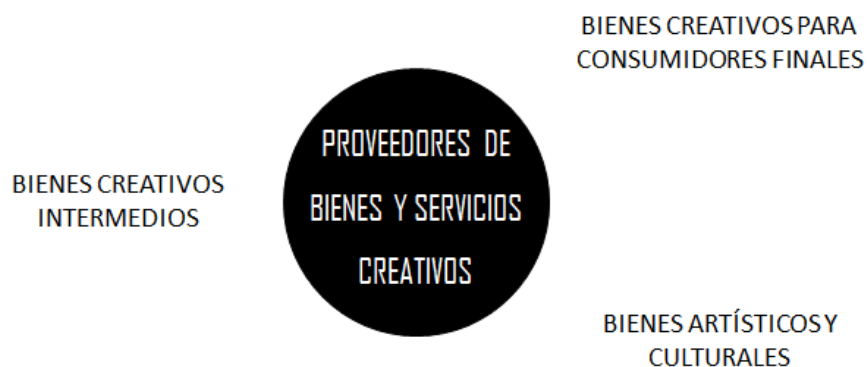 BIENES CREATIVOS PARA
CONSUMIDORES FINALES
PROVEEDORES DE
BIENES Y SERVICIOS
CREATIVOS
BIENES CREATIVOS
INTERMEDIOS
BIENES ARTÍSTICOS Y
CULTURALES